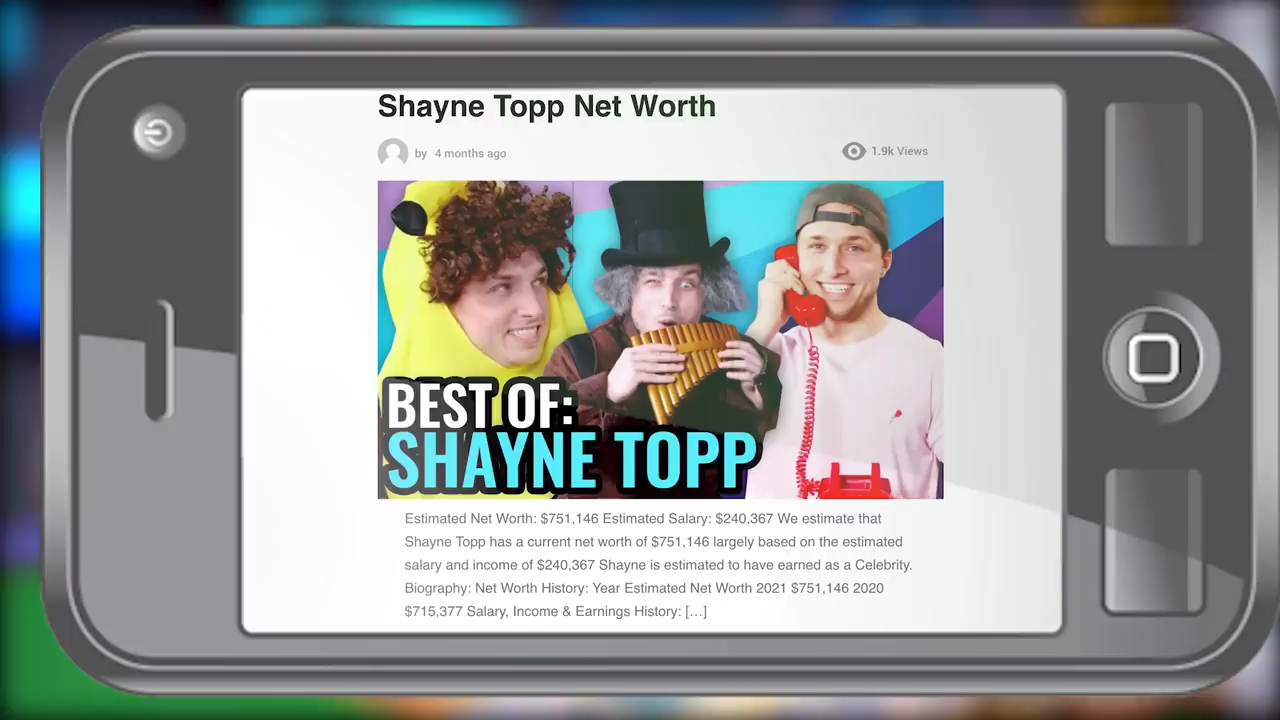 Shayne Topp Net Worth
by 4 months ago
1.9k Views
BEST OF:
SHAYNE TOPP
Estimated Net Worth: $751,146 Estimated Salary: $240,367 We estimate that
Shayne Topp has a current net worth of $751,146 largely based on the estimated
salary and income of $240,367 Shayne is estimated to have earned as a Celebrity.
Biography: Net Worth History: Year Estimated Net Worth 2021 $751,146 2020
$715,377 Salary, Income & Earnings History: […]